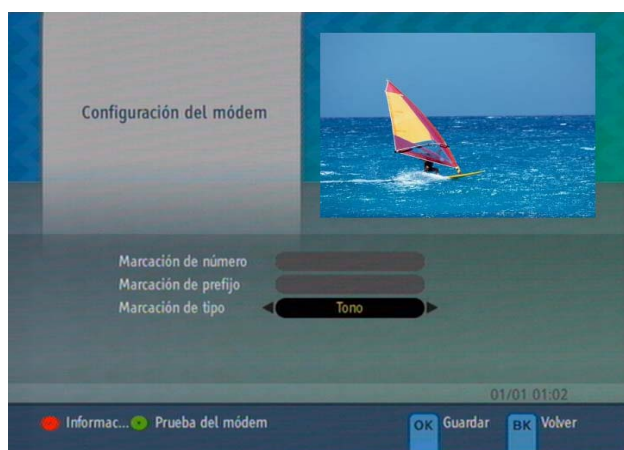 Configuración del módem
Marcación de número
Marcación de prefijo
Marcación de tipo Tono
01/01 01:02
Informac... Prueba del módem OK Guardar BK Volver